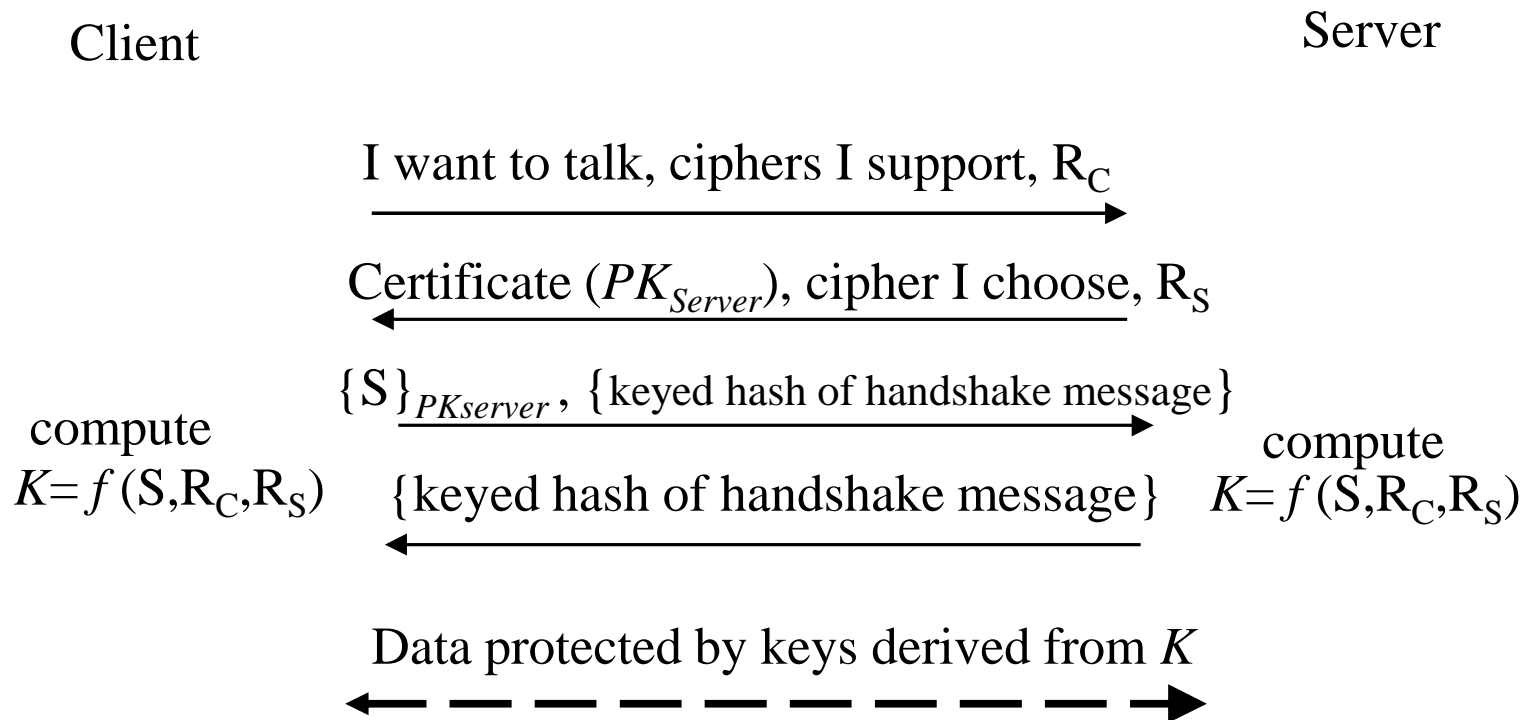 Client
Server
I want to talk, ciphers I support, R_C
Certificate (PK_Server), cipher I choose, R_S
{S}_PKserver , {keyed hash of handshake message}
compute
K=f(S,R_C,R_S)
compute
K=f(S,R_C,R_S)
{keyed hash of handshake message}
Data protected by keys derived from K